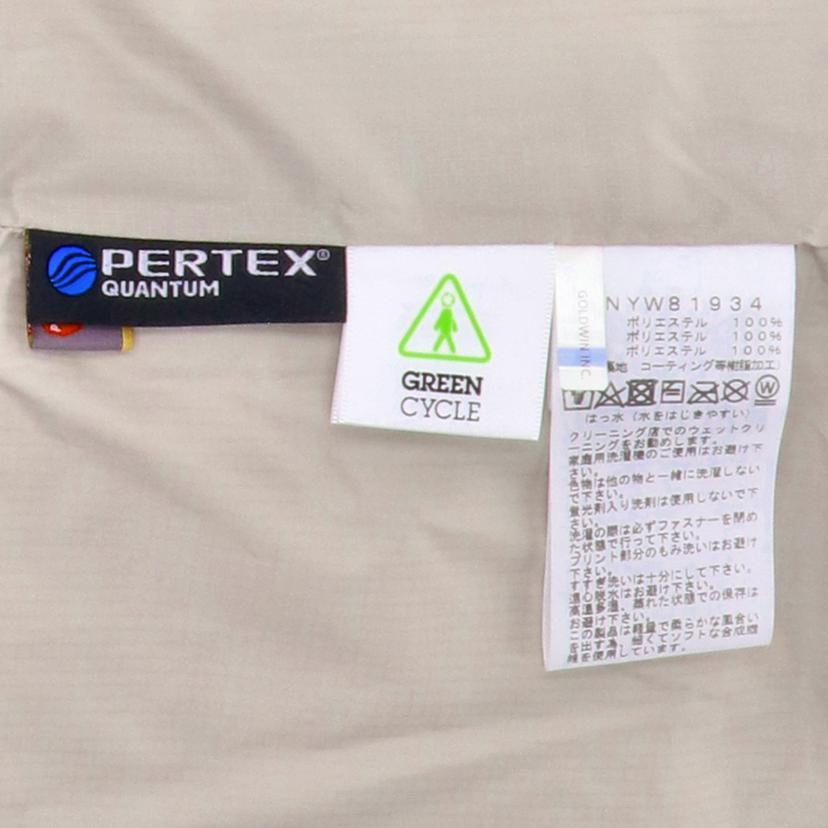 PERTEX®
QUANTUM
GREEN
CYCLE
GOLDWIN INC.
NYW81934
ポリエステル 100%
ポリエステル 100%
ポリエステル 100%
コーティング等樹脂加工
はっ水(水をはじきやすい)
クリーニング店でのウェットクリ
ーニングをお勧めします。
家庭用洗濯機のご使用はお避け下
さい。
色物は他の物と一緒に洗濯しない
で下さい。
蛍光剤入り洗剤は使用しないで下
さい。
洗濯の際は必ずファスナーを閉め
た状態で行って下さい。
プリント部分のもみ洗いはお避け
下さい。
すすぎ洗いは十分にして下さい。
遠心脱水はお避け下さい。
高温多湿、蒸れた状態での保存は
お避け下さい。
この製品は軽量で柔らかな風合い
を出す為、細くてソフトな合成繊
維を使用しています。